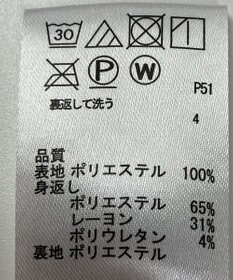 30
P W
P51
裏返して洗う
4
品質
表地 ポリエステル 100%
身返し
ポリエステル 65%
レーヨン 31%
ポリウレタン 4%
裏地 ポリエステル